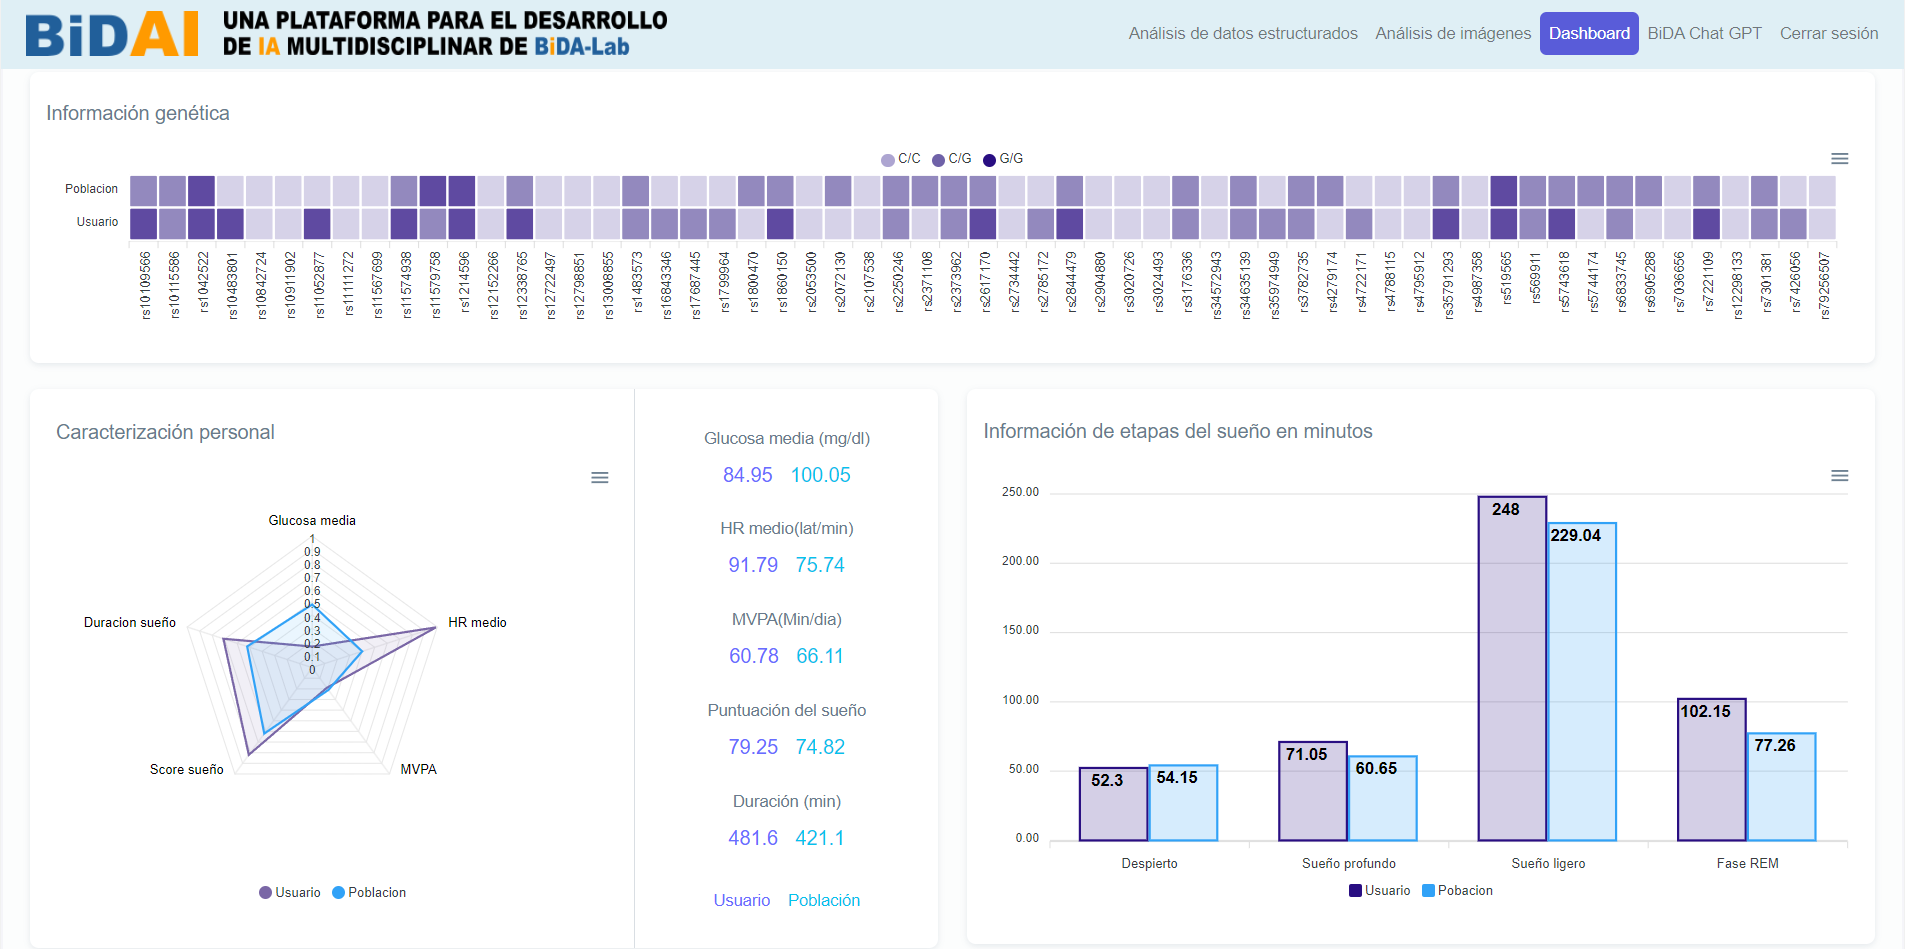 BiDAI
UNA PLATAFORMA PARA EL DESARROLLO
DE IA MULTIDISCIPLINAR DE BiDA-Lab
Análisis de datos estructurados Análisis de imágenes Dashboard BiDA Chat GPT Cerrar sesión
Información genética
C/C C/G G/G
Poblacion
Usuario
rs10109566 rs10115586 rs1042522 rs10483801 rs10842724 rs10911902 rs11052877 rs11111272 rs11567699 rs11574938 rs11579758 rs1214596 rs12152266 rs12338765 rs12722497 rs12798851 rs13008855 rs1483573 rs16843346 rs17687445 rs1799964 rs1800470 rs1860150 rs2053500 rs2072130 rs2107538 rs2250246 rs2371108 rs2373962 rs2617170 rs2734442 rs2785172 rs2844479 rs2904880 rs3020726 rs3024493 rs3176336 rs34572943 rs34635139 rs35974949 rs3782735 rs4279174 rs4722171 rs4788115 rs4795912 rs35791293 rs4987358 rs519565 rs569911 rs5743618 rs5744174 rs6833745 rs6905288 rs7036656 rs7221109 rs12298133 rs7301381 rs7426056 rs79256507
Caracterización personal
Glucosa media
1
0.9
0.8
0.7
0.6
0.5
0.4
0.3
0.2
0.1
0
Duracion sueño
HR medio
Score sueño
MVPA
Usuario Poblacion
Glucosa media (mg/dl)
84.95 100.05
HR medio(lat/min)
91.79 75.74
MVPA(Min/dia)
60.78 66.11
Puntuación del sueño
79.25 74.82
Duración (min)
481.6 421.1
Usuario Población
Información de etapas del sueño en minutos
250.00
200.00
150.00
100.00
50.00
0.00
52.3 54.15
71.05 60.65
248 229.04
102.15 77.26
Despierto Sueño profundo Sueño ligero Fase REM
Usuario Pobacion